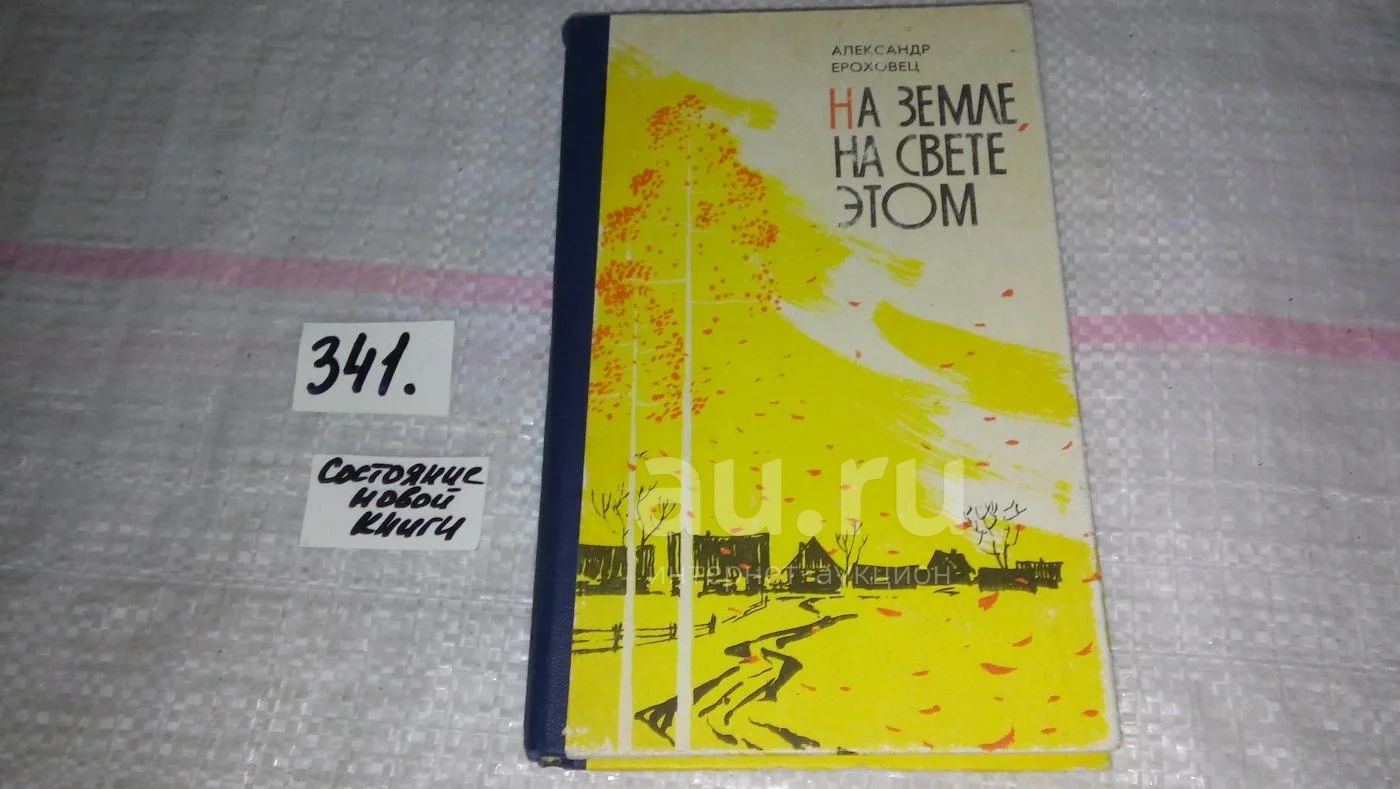 АЛЕКСАНДР
ЕРОХОВЕЦ
НА ЗЕМЛЕ,
НА СВЕТЕ
ЭТОМ
341.
Состояние
новой
книги
au.ru
интернет-аукцион